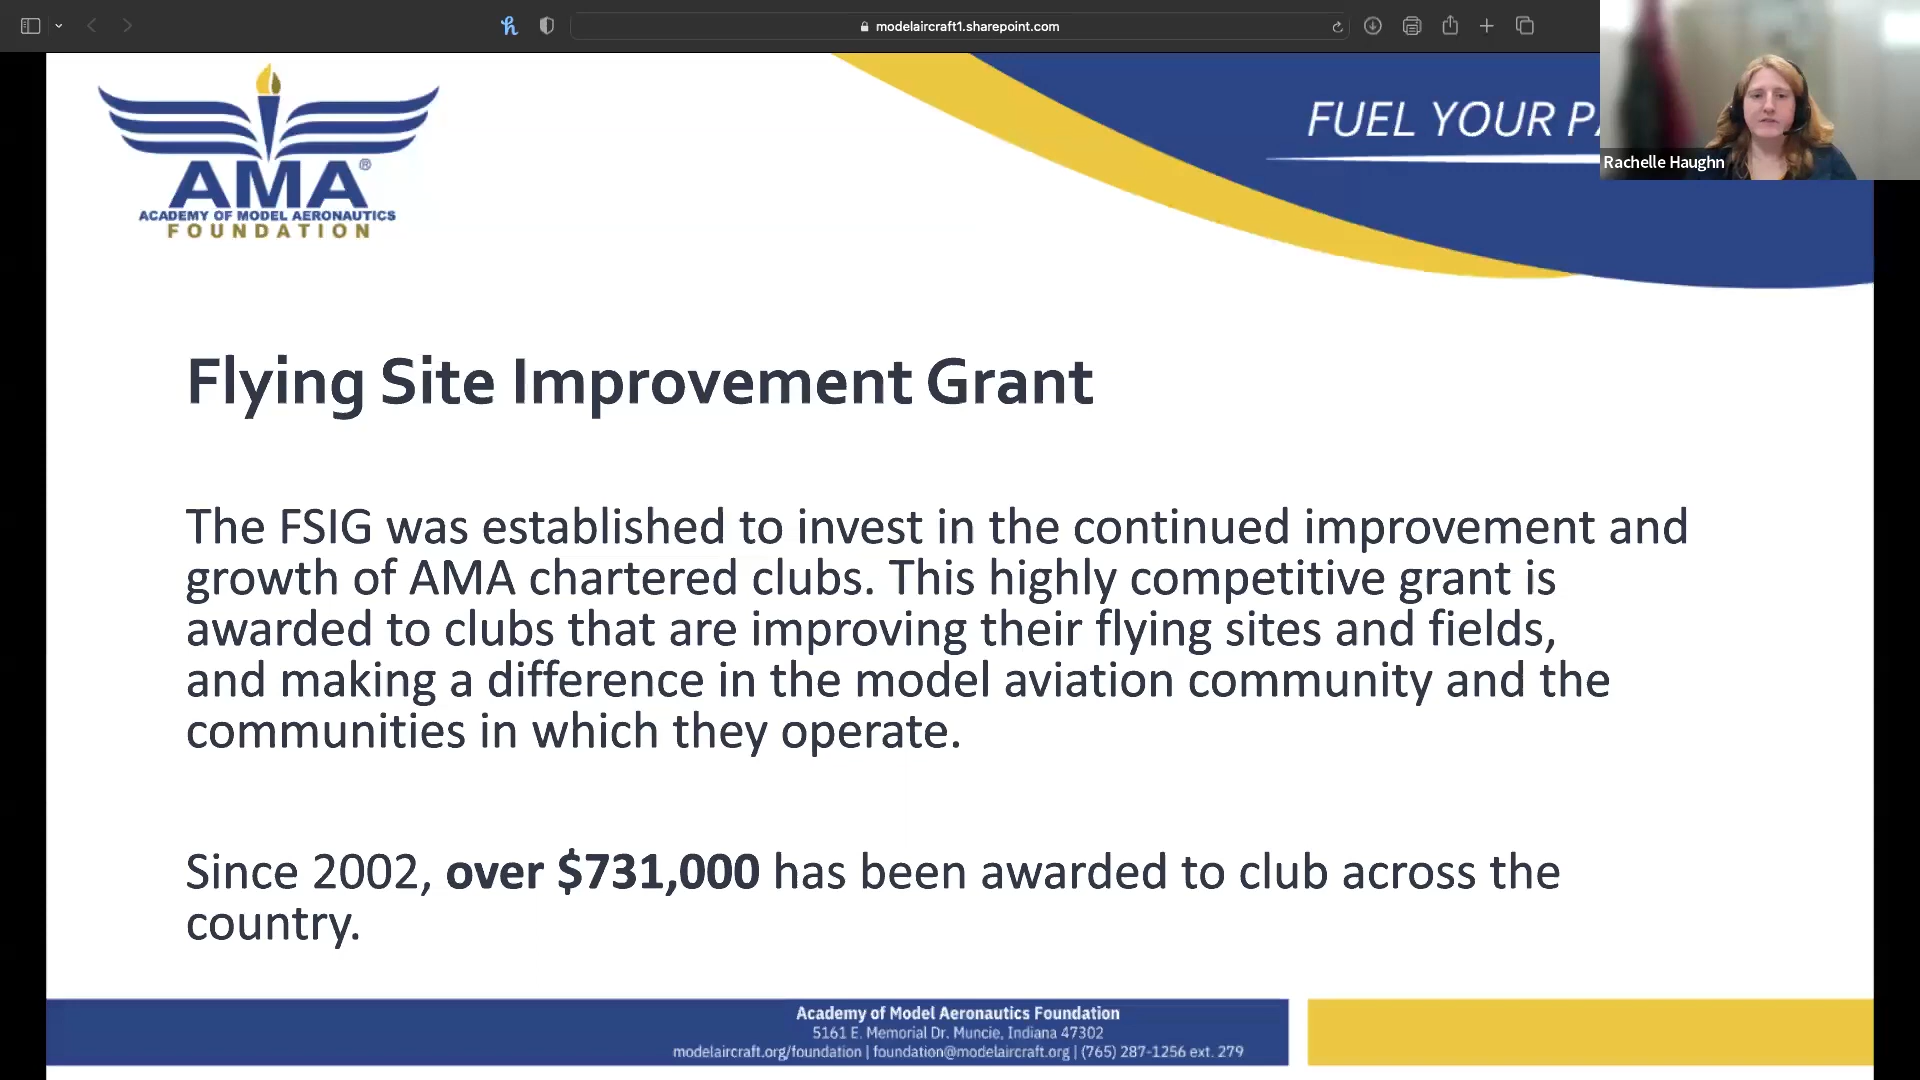 modelaircraft1.sharepoint.com
FUEL YOUR
Rachelle Haughn
AMA®
ACADEMY OF MODEL AERONAUTICS
FOUNDATION
Flying Site Improvement Grant
The FSIG was established to invest in the continued improvement and
growth of AMA chartered clubs. This highly competitive grant is
awarded to clubs that are improving their flying sites and fields,
and making a difference in the model aviation community and the
communities in which they operate.
Since 2002, over $731,000 has been awarded to club across the
country.
Academy of Model Aeronautics Foundation
5161 E. Memorial Dr. Muncie, Indiana 47302
modelaircraft.org/foundation | foundation@modelaircraft.org | (765) 287-1256 ext. 279